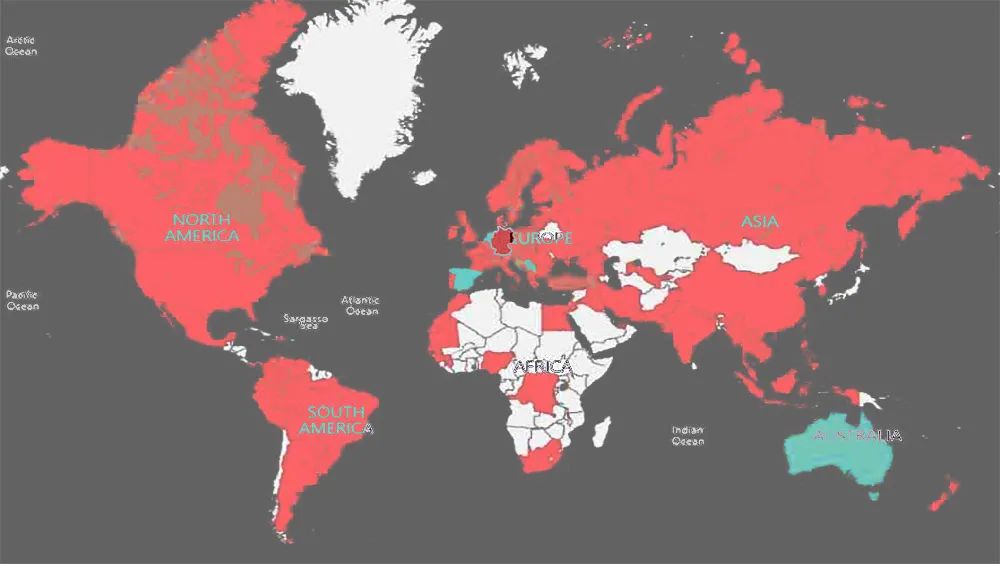 Arctic
Ocean
NORTH
AMERICA
EUROPE
ASIA
Pacific
Ocean
Atlantic
Ocean
Sargasso
Sea
AFRICA
SOUTH
AMERICA
Indian
Ocean
AUSTRALIA